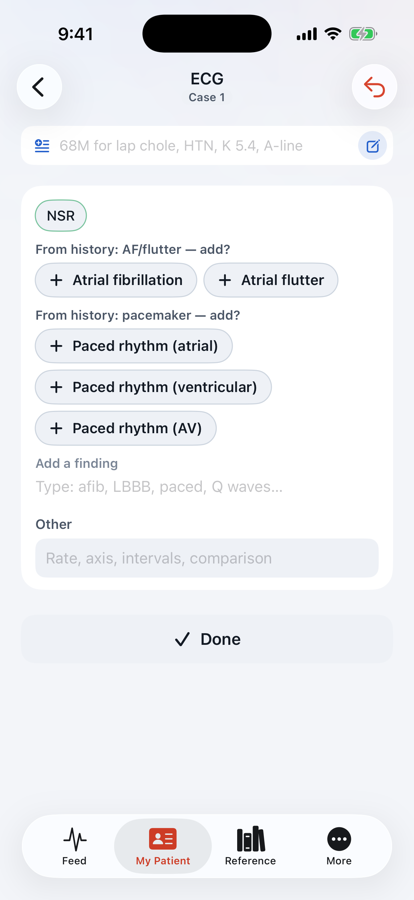 9:41
ECG
Case 1
68M for lap chole, HTN, K 5.4, A-line
NSR
From history: AF/flutter — add?
+ Atrial fibrillation + Atrial flutter
From history: pacemaker — add?
+ Paced rhythm (atrial)
+ Paced rhythm (ventricular)
+ Paced rhythm (AV)
Add a finding
Type: afib, LBBB, paced, Q waves...
Other
Rate, axis, intervals, comparison
Done
Feed My Patient Reference More